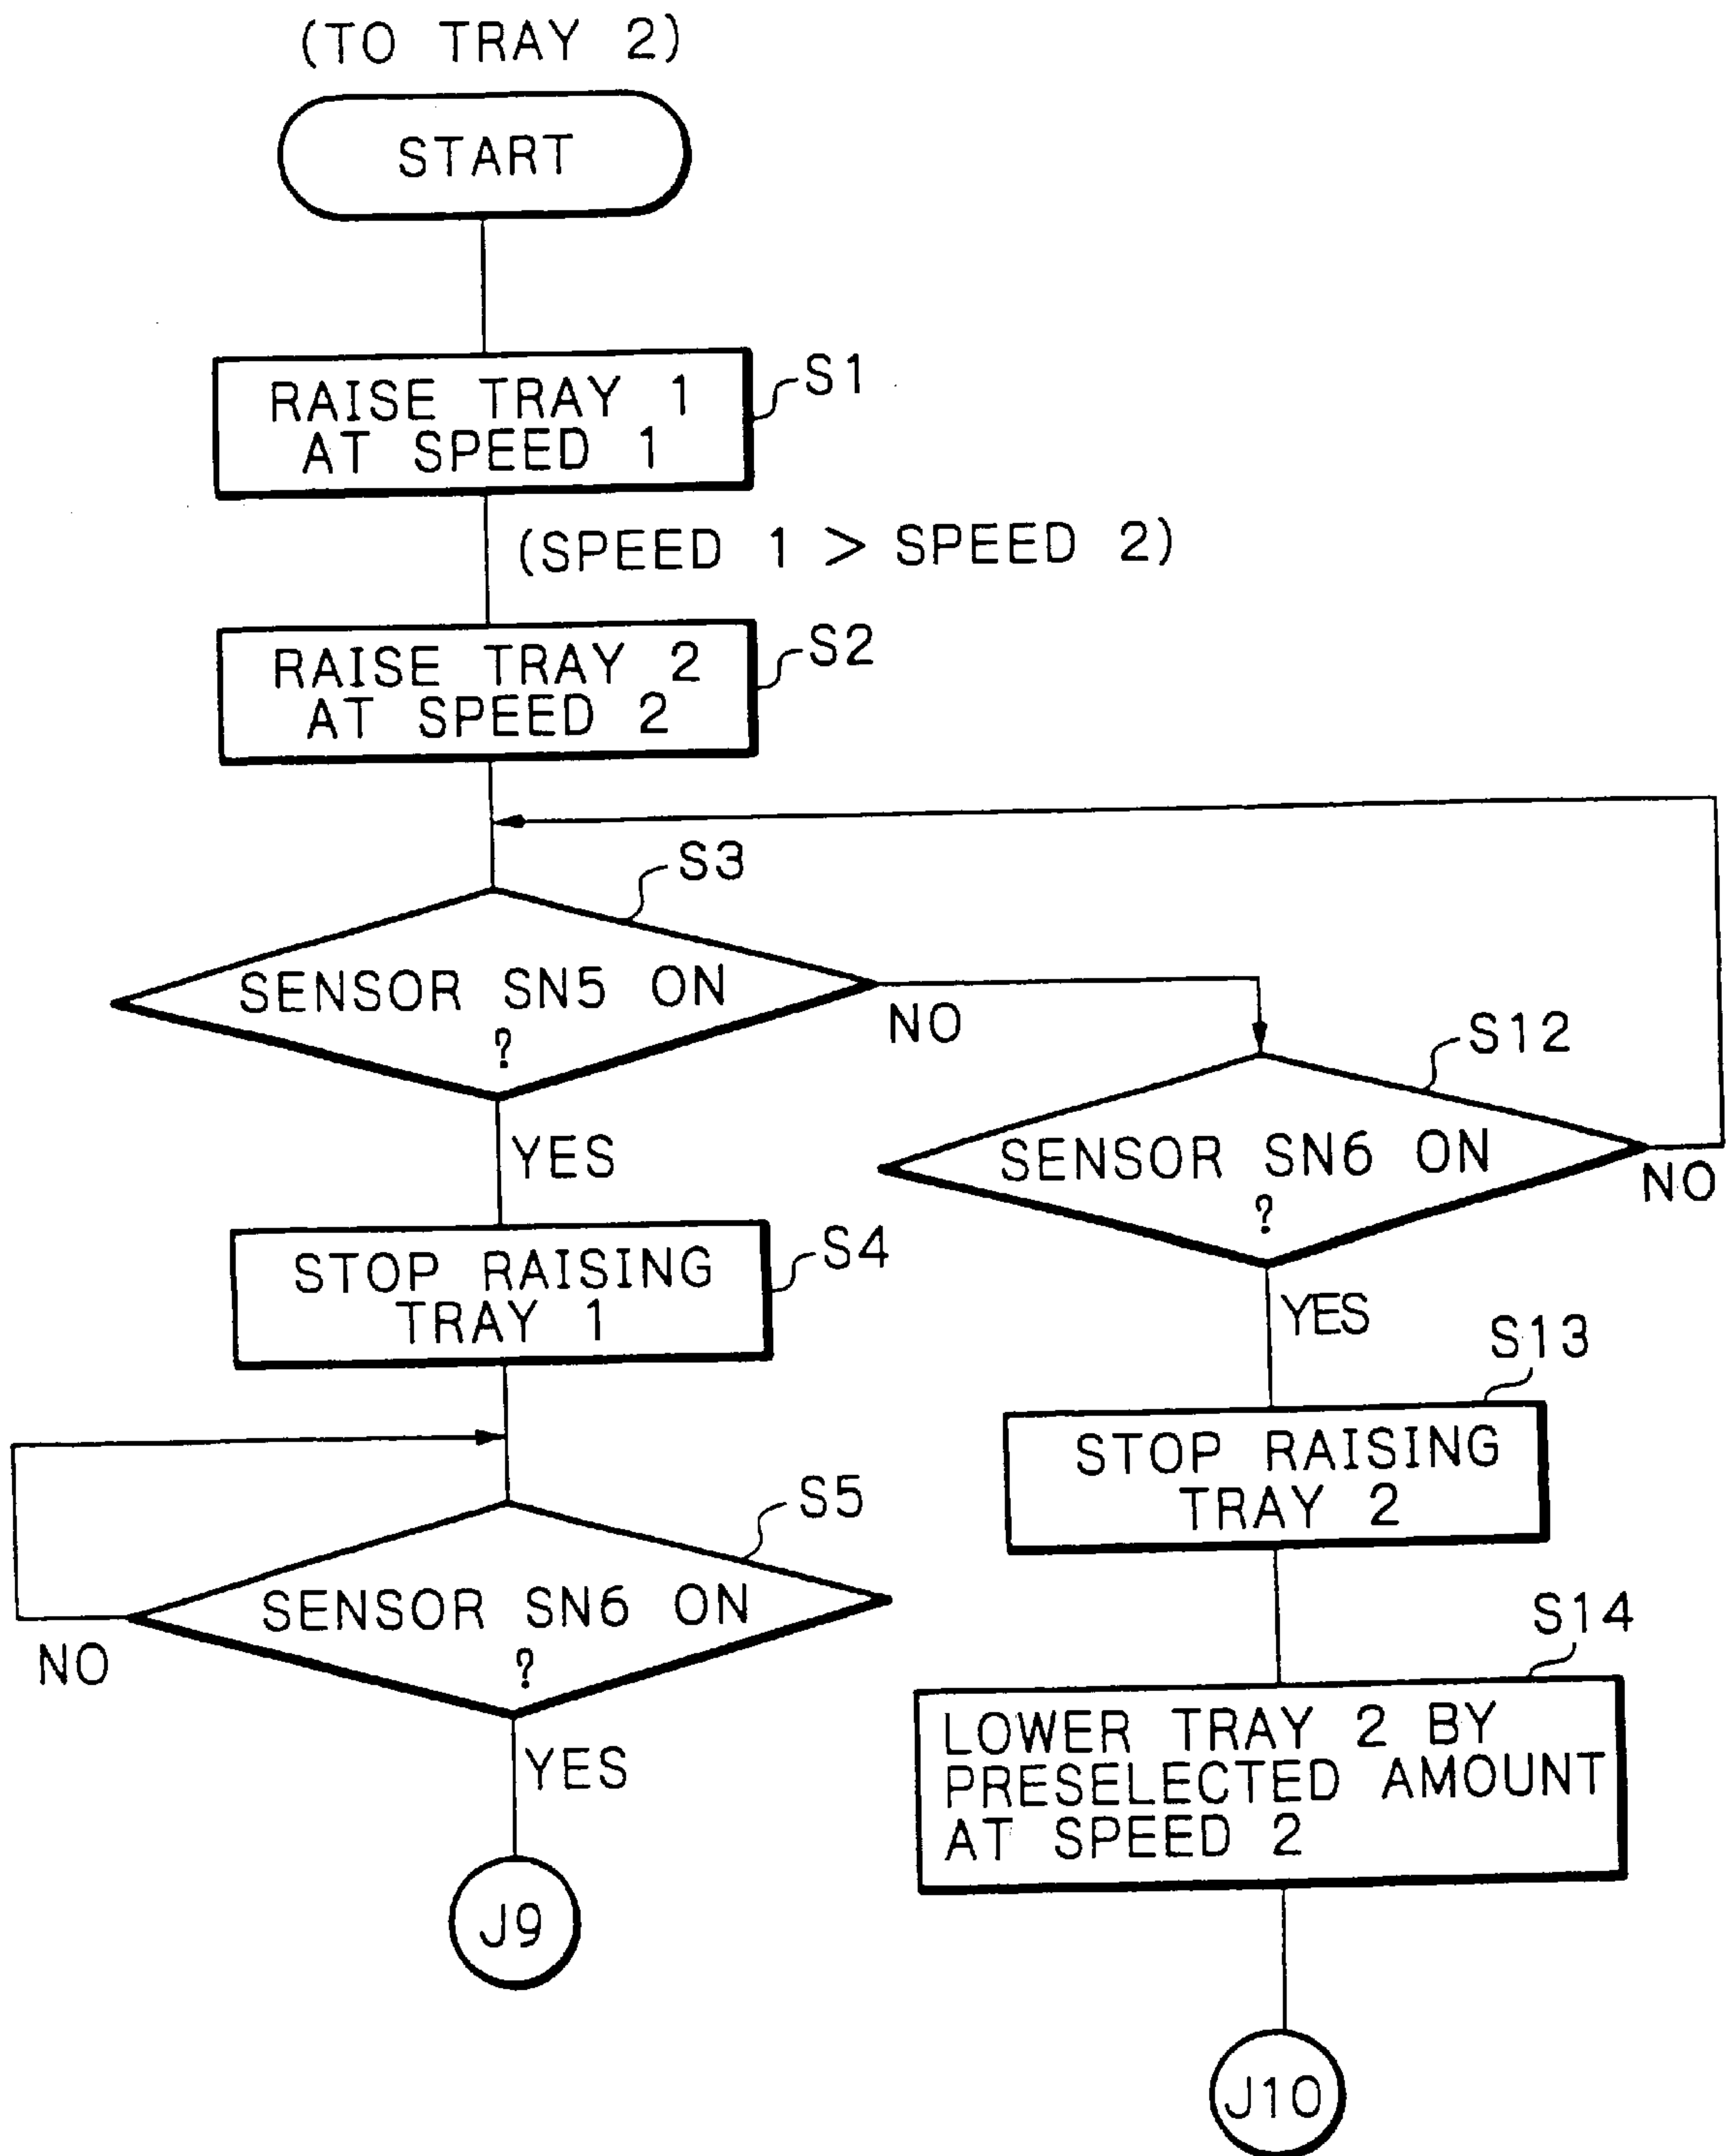 (TO TRAY 2)
START
RAISE TRAY 1
AT SPEED 1
S1
(SPEED 1 > SPEED 2)
RAISE TRAY 2
AT SPEED 2
S2
S3
SENSOR SN5 ON
?
NO
YES
S12
SENSOR SN6 ON
?
NO
YES
STOP RAISING
TRAY 1
S4
S13
STOP RAISING
TRAY 2
S5
SENSOR SN6 ON
?
NO
YES
S14
LOWER TRAY 2 BY
PRESELECTED AMOUNT
AT SPEED 2
J9
J10